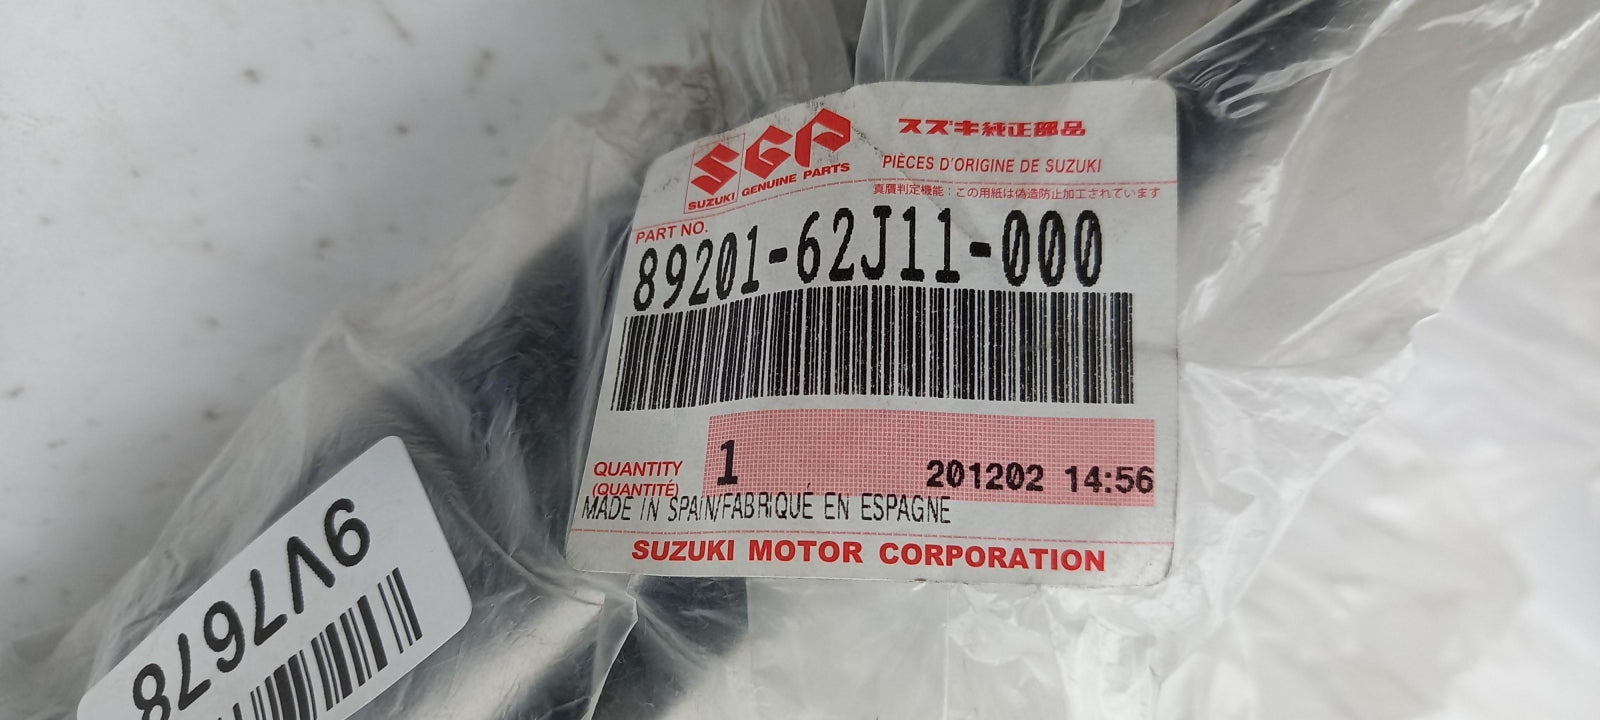 SGP
SUZUKI GENUINE PARTS
スズキ純正部品
PIÈCES D'ORIGINE DE SUZUKI
真贋判定機能：この用紙は偽造防止加工されています
PART NO.
89201-62J11-000
QUANTITY
(QUANTITÉ)
1
201202 14:56
MADE IN SPAIN/FABRIQUÉ EN ESPAGNE
SUZUKI MOTOR CORPORATION
9V7678